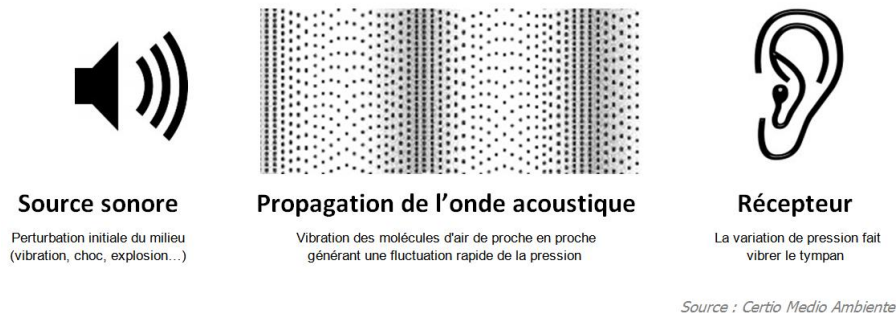 Source sonore
Perturbation initiale du milieu
(vibration, choc, explosion…)
Propagation de l'onde acoustique
Vibration des molécules d'air de proche en proche
générant une fluctuation rapide de la pression
Récepteur
La variation de pression fait
vibrer le tympan
Source : Certio Medio Ambiente